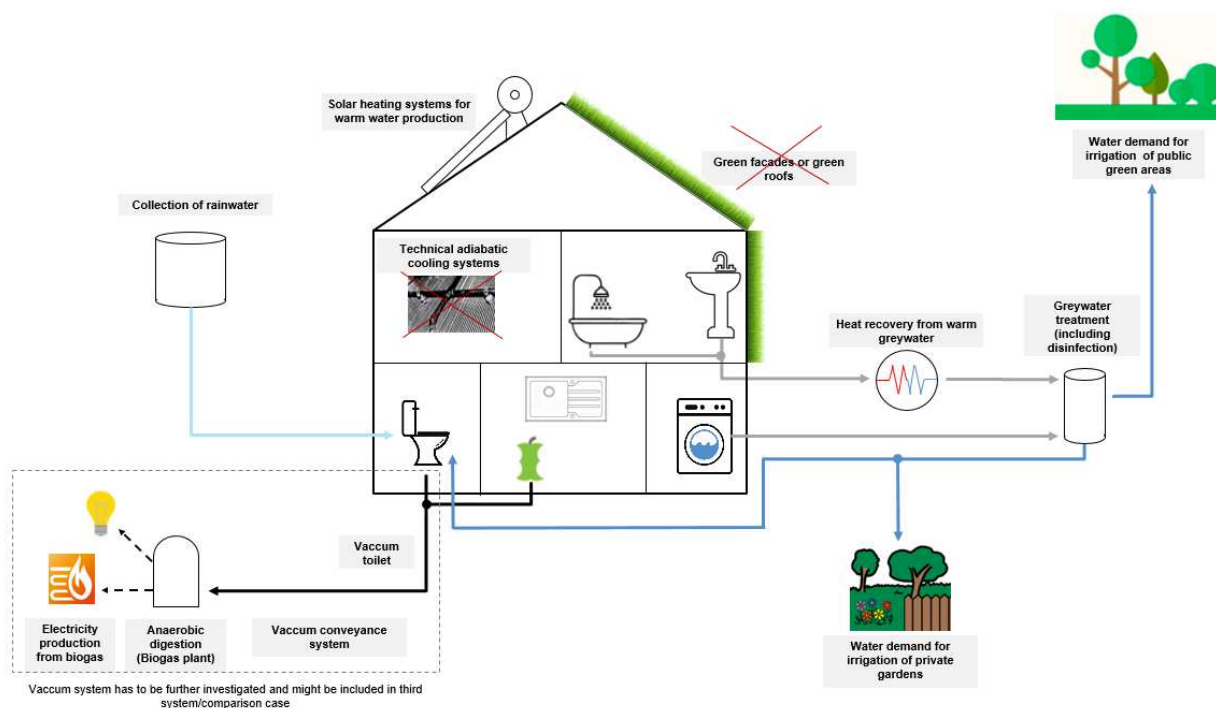 Solar heating systems for
warm water production
Green facades or green
roofs
Water demand for
irrigation of public
green areas
Collection of rainwater
Technical adiabatic
cooling systems
Heat recovery from warm
greywater
Greywater
treatment
(including
disinfection)
Vaccum
toilet
Electricity
production
from biogas
Anaerobic
digestion
(Biogas plant)
Vaccum conveyance
system
Water demand for
irrigation of private
gardens
Vaccum system has to be further investigated and might be included in third
system/comparison case